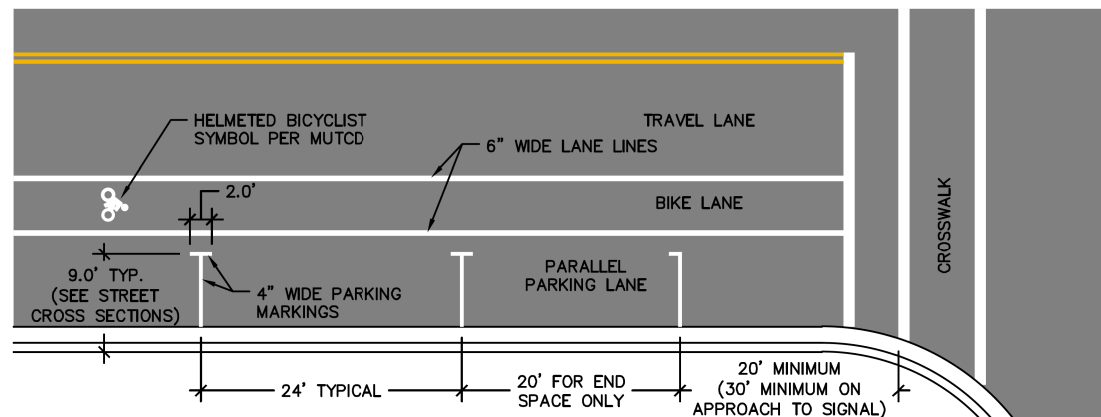 HELMETED BICYCLIST
SYMBOL PER MUTCD
TRAVEL LANE
6" WIDE LANE LINES
2.0'
BIKE LANE
CROSSWALK
9.0' TYP.
(SEE STREET
CROSS SECTIONS)
4" WIDE PARKING
MARKINGS
PARALLEL
PARKING LANE
24' TYPICAL
20' FOR END
SPACE ONLY
20' MINIMUM
(30' MINIMUM ON
APPROACH TO SIGNAL)